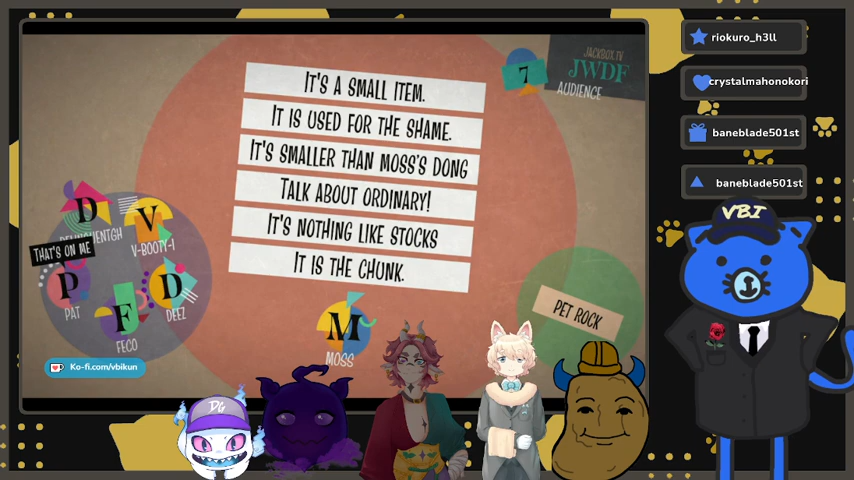 IT'S A SMALL ITEM.
IT IS USED FOR THE SHAME.
IT'S SMALLER THAN MOSS'S DONG
TALK ABOUT ORDINARY!
IT'S NOTHING LIKE STOCKS
IT IS THE CHUNK.
7
JACKBOX.TV
JWDF
AUDIENCE
D
V
V-BOOTY-I
THAT'S ON ME
P
PAT
F
FECO
D
DEEZ
M
MOSS
PET ROCK
Ko-fi.com/vbikun
riokuro_h3ll
crystalmahonokori
baneblade501st
baneblade501st
VBI
DG